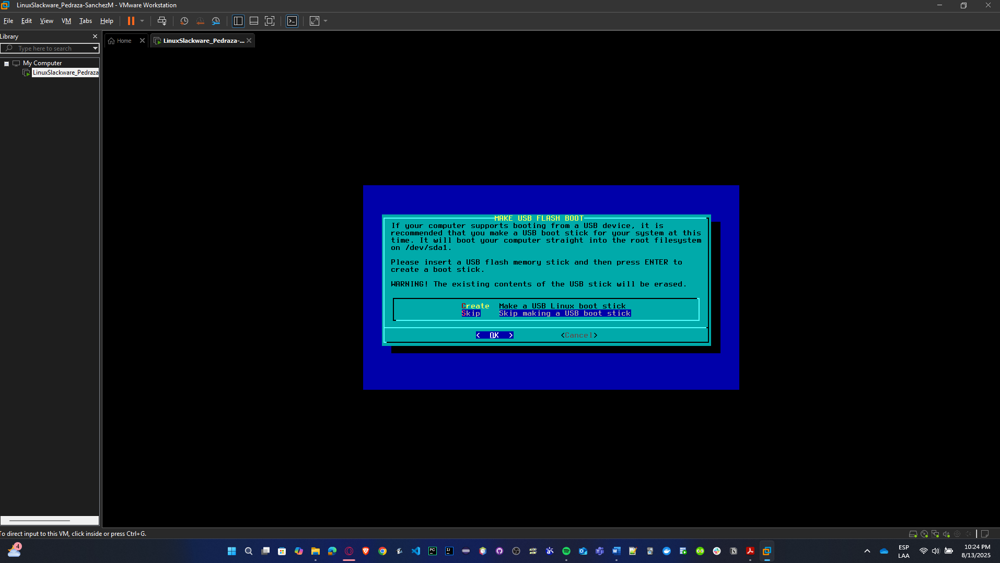 LinuxSlackware_Pedraza-SanchezM - VMware Workstation
File Edit View VM Tabs Help
Library
Type here to search
Home
LinuxSlackware_Pedraza-...
My Computer
LinuxSlackware_Pedraza
MAKE USB FLASH BOOT
If your computer supports booting from a USB device, it is
recommended that you make a USB boot stick for your system at this
time. It will boot your computer straight into the root filesystem
on /dev/sda1.
Please insert a USB flash memory stick and then press ENTER to
create a boot stick.
WARNING! The existing contents of the USB stick will be erased.
Create Make a USB Linux boot stick
Skip Skip making a USB boot stick
< OK > <Cancel>
To direct input to this VM, click inside or press Ctrl+G.
4
ESP
LAA
10:24 PM
8/13/2025